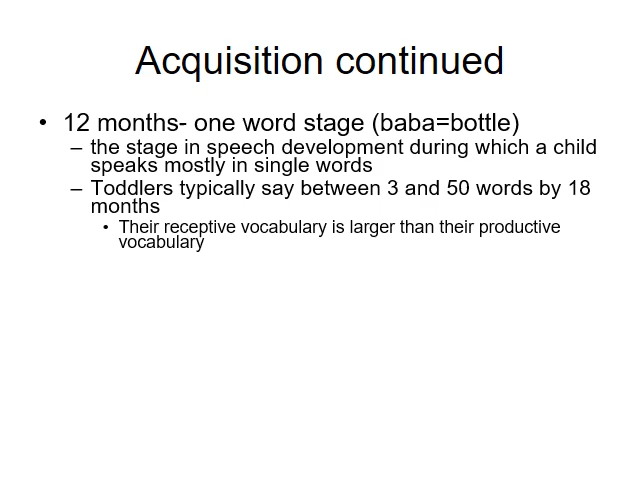 Acquisition continued
• 12 months- one word stage (baba=bottle)
– the stage in speech development during which a child
speaks mostly in single words
– Toddlers typically say between 3 and 50 words by 18
months
• Their receptive vocabulary is larger than their productive
vocabulary